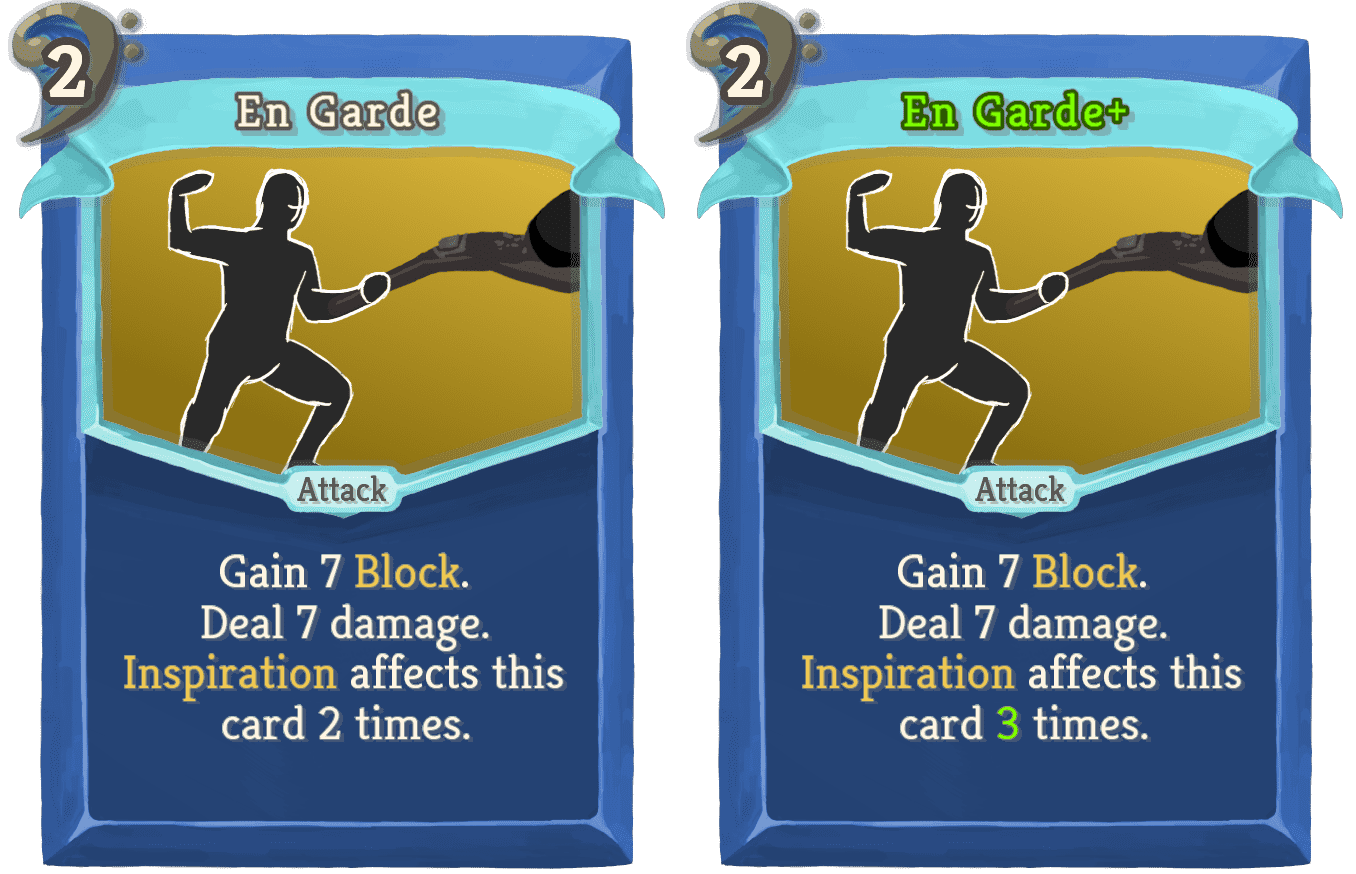 2
En Garde
Attack
Gain 7 Block.
Deal 7 damage.
Inspiration affects this
card 2 times.
2
En Garde+
Attack
Gain 7 Block.
Deal 7 damage.
Inspiration affects this
card 3 times.